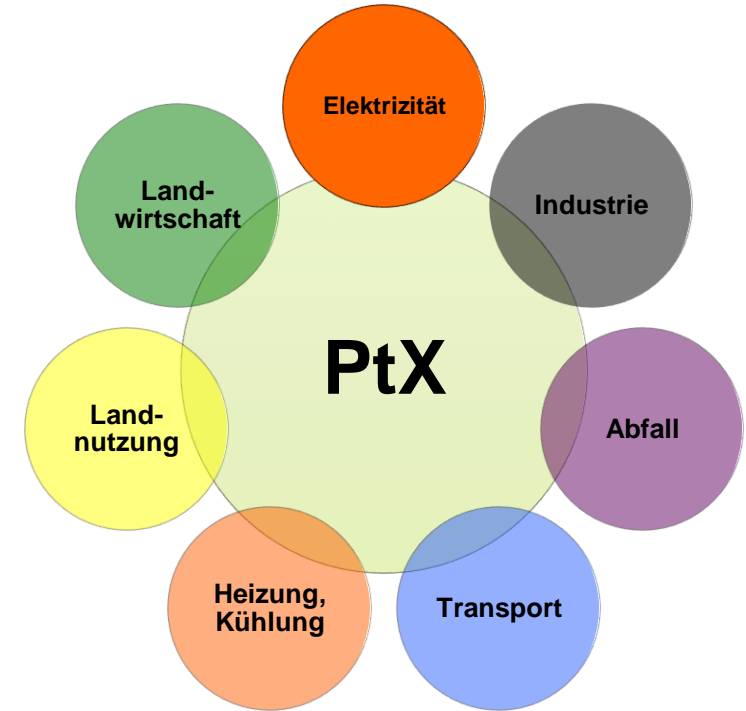 Elektrizität
Land-
wirtschaft
Industrie
PtX
Land-
nutzung
Abfall
Heizung,
Kühlung
Transport